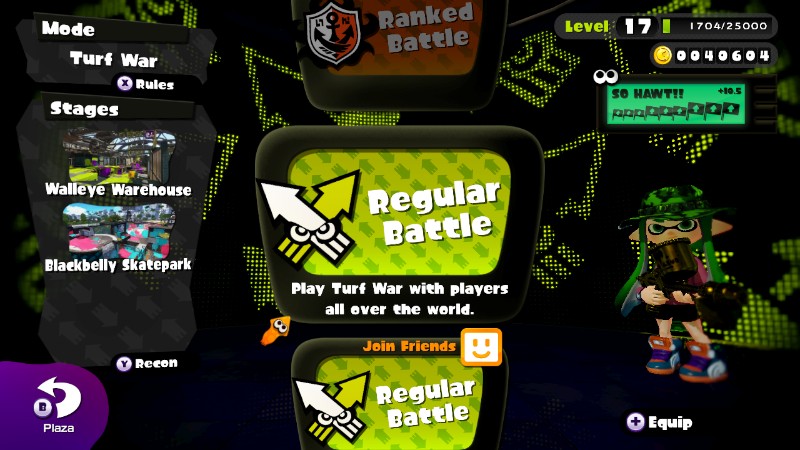 Mode
Turf War
X Rules
Stages
Walleye Warehouse
Blackbelly Skatepark
Y Recon
B
Plaza
Ranked
Battle
Regular
Battle
Play Turf War with players
all over the world.
Join Friends
Regular
Battle
Level 17 1704/25000
0040604
SO HAWT!! +10.5
+ Equip